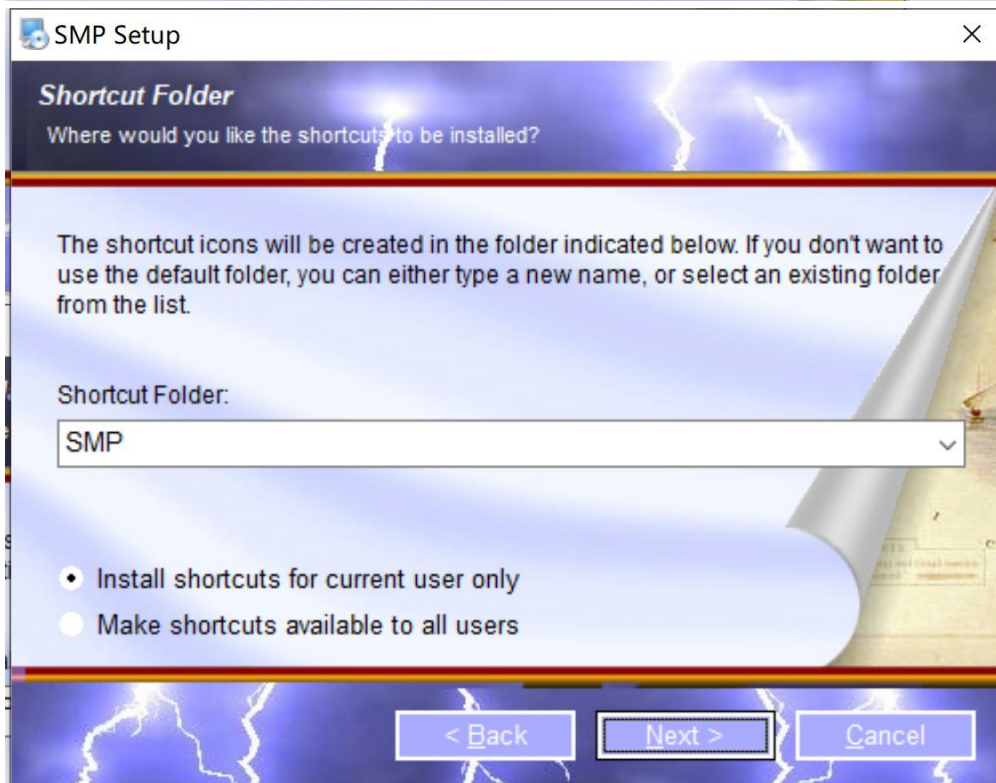 SMP Setup
Shortcut Folder
Where would you like the shortcuts to be installed?
The shortcut icons will be created in the folder indicated below. If you don't want to
use the default folder, you can either type a new name, or select an existing folder
from the list.
Shortcut Folder:
SMP
Install shortcuts for current user only
Make shortcuts available to all users
< Back
Next >
Cancel